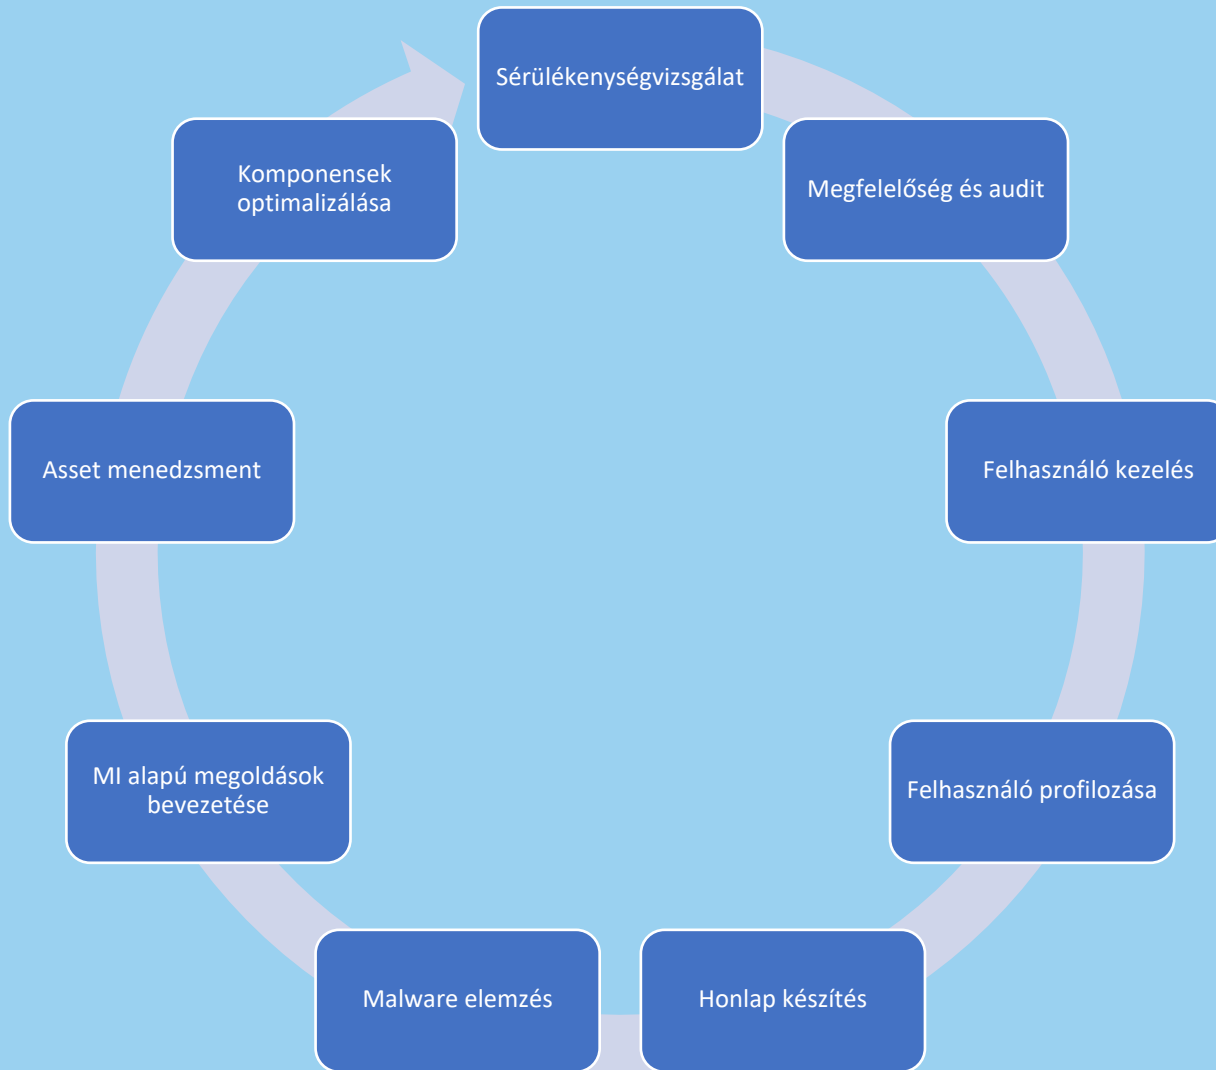 Sérülékenységvizsgálat
Megfelelőség és audit
Felhasználó kezelés
Felhasználó profilozása
Honlap készítés
Malware elemzés
MI alapú megoldások
bevezetése
Asset menedzsment
Komponensek
optimalizálása